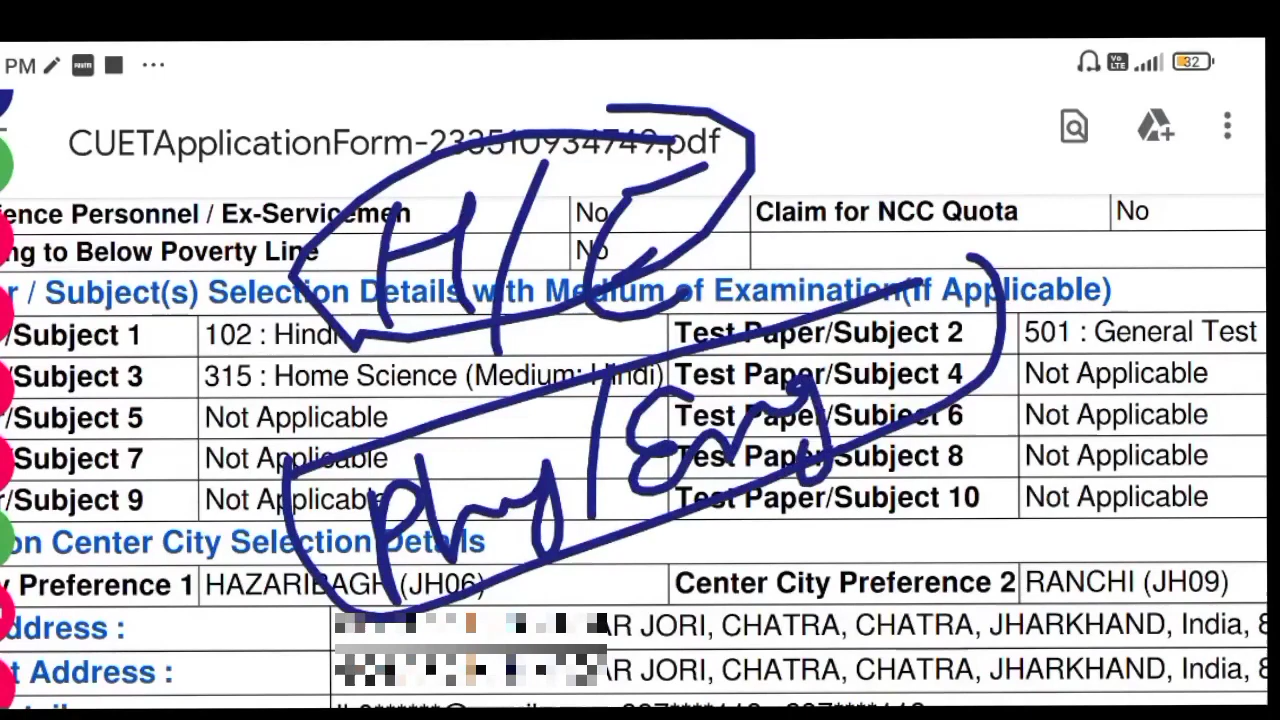 PM
32
CUETApplicationForm-233510934749.pdf
ence Personnel / Ex-Servicemen No Claim for NCC Quota No
ng to Below Poverty Line No
r / Subject(s) Selection Details with Medium of Examination(If Applicable)
/Subject 1 102 : Hindi Test Paper/Subject 2 501 : General Test
/Subject 3 315 : Home Science (Medium: Hindi) Test Paper/Subject 4 Not Applicable
/Subject 5 Not Applicable Test Paper/Subject 6 Not Applicable
/Subject 7 Not Applicable Test Paper/Subject 8 Not Applicable
r/Subject 9 Not Applicable Test Paper/Subject 10 Not Applicable
on Center City Selection Details
y Preference 1 HAZARIBAGH (JH06) Center City Preference 2 RANCHI (JH09)
ddress : AR JORI, CHATRA, CHATRA, JHARKHAND, India, 8
t Address : AR JORI, CHATRA, CHATRA, JHARKHAND, India, 8
H/E
Phy/Eng